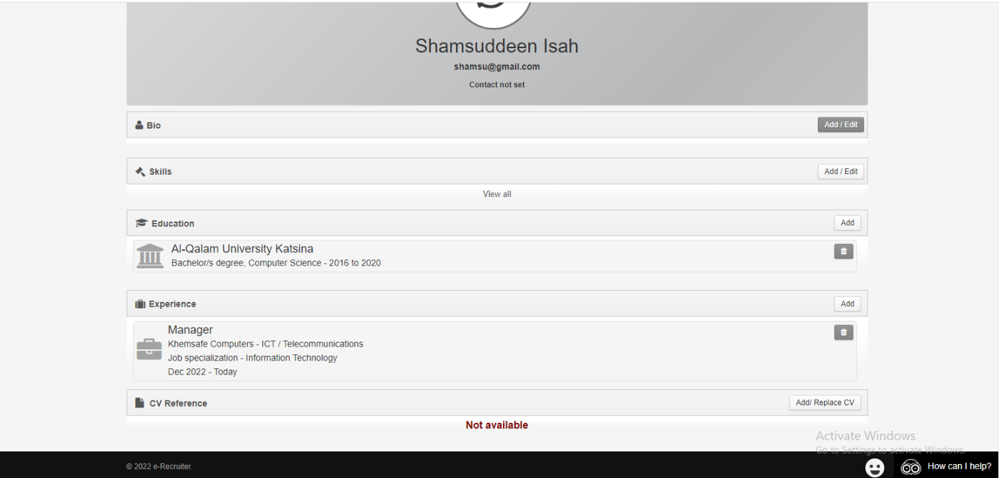 Shamsuddeen Isah
shamsu@gmail.com
Contact not set
Bio
Add / Edit
Skills
Add / Edit
View all
Education
Add
Al-Qalam University Katsina
Bachelor/s degree, Computer Science - 2016 to 2020
Experience
Add
Manager
Khemsafe Computers - ICT / Telecommunications
Job specialization - Information Technology
Dec 2022 - Today
CV Reference
Add/ Replace CV
Not available
Activate Windows
Go to Settings to activate Windows.
© 2022 e-Recruiter.
How can I help?